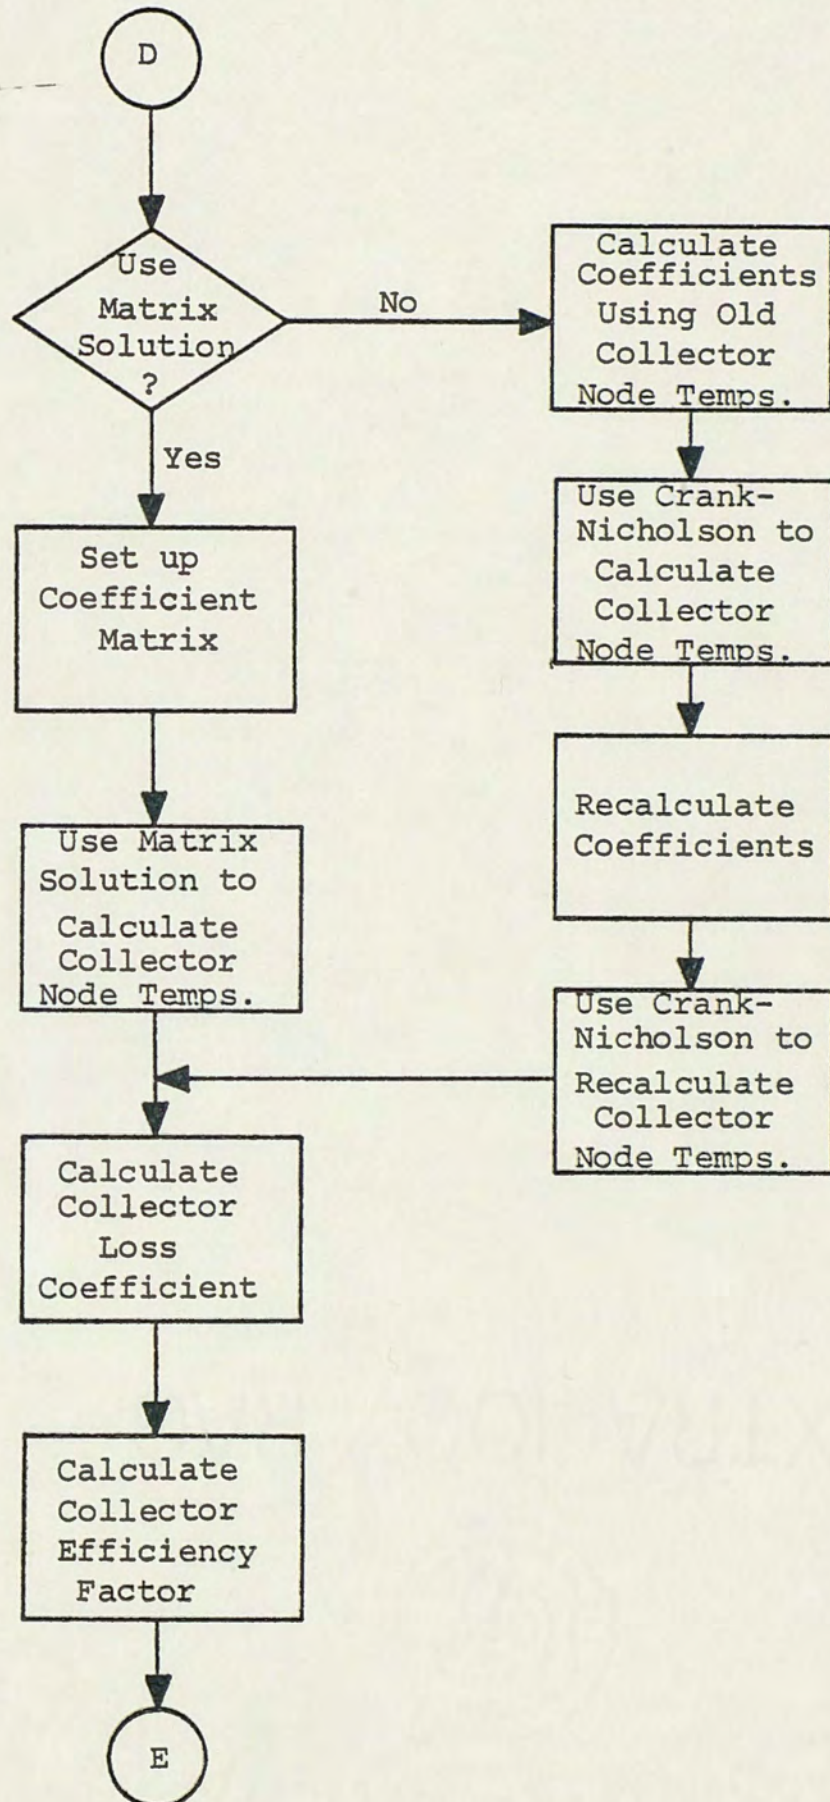 D
Use
Matrix
Solution
?
No
Yes
Calculate
Coefficients
Using Old
Collector
Node Temps.
Use Crank-
Nicholson to
Calculate
Collector
Node Temps.
Recalculate
Coefficients
Use Crank-
Nicholson to
Recalculate
Collector
Node Temps.
Set up
Coefficient
Matrix
Use Matrix
Solution to
Calculate
Collector
Node Temps.
Calculate
Collector
Loss
Coefficient
Calculate
Collector
Efficiency
Factor
E